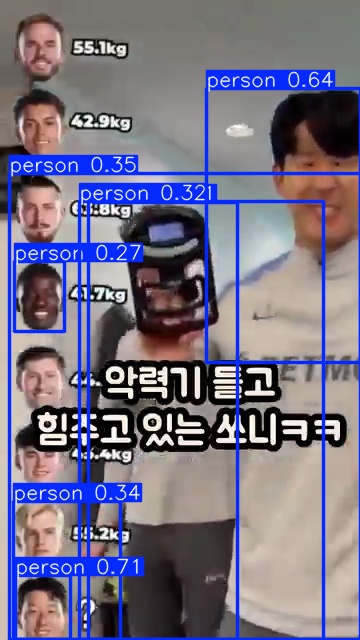 55.1kg
person 0.64
42.9kg
person 0.35
person 0.321
person 0.27
악력기 들고
힘주고 있는 쏘니ㅋㅋ
person 0.34
55.2kg
person 0.71
?